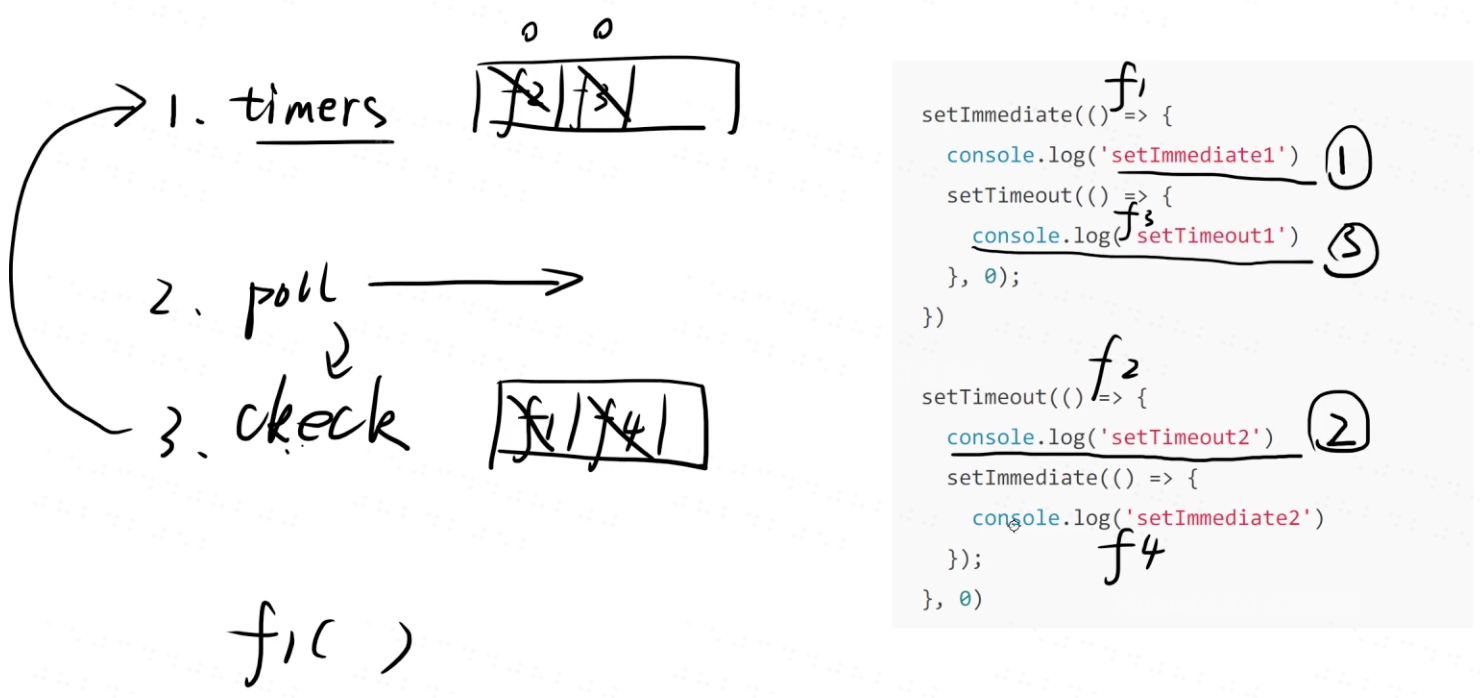 0 0
1. timers f2 f3
2. poll
3. ckeck f1 f4
f1( )
f1
setImmediate(() => {
console.log('setImmediate1') 1
setTimeout(() => {
f3
console.log('setTimeout1') 3
}, 0);
})
f2
setTimeout(() => {
console.log('setTimeout2') 2
setImmediate(() => {
console.log('setImmediate2')
f4
});
}, 0)